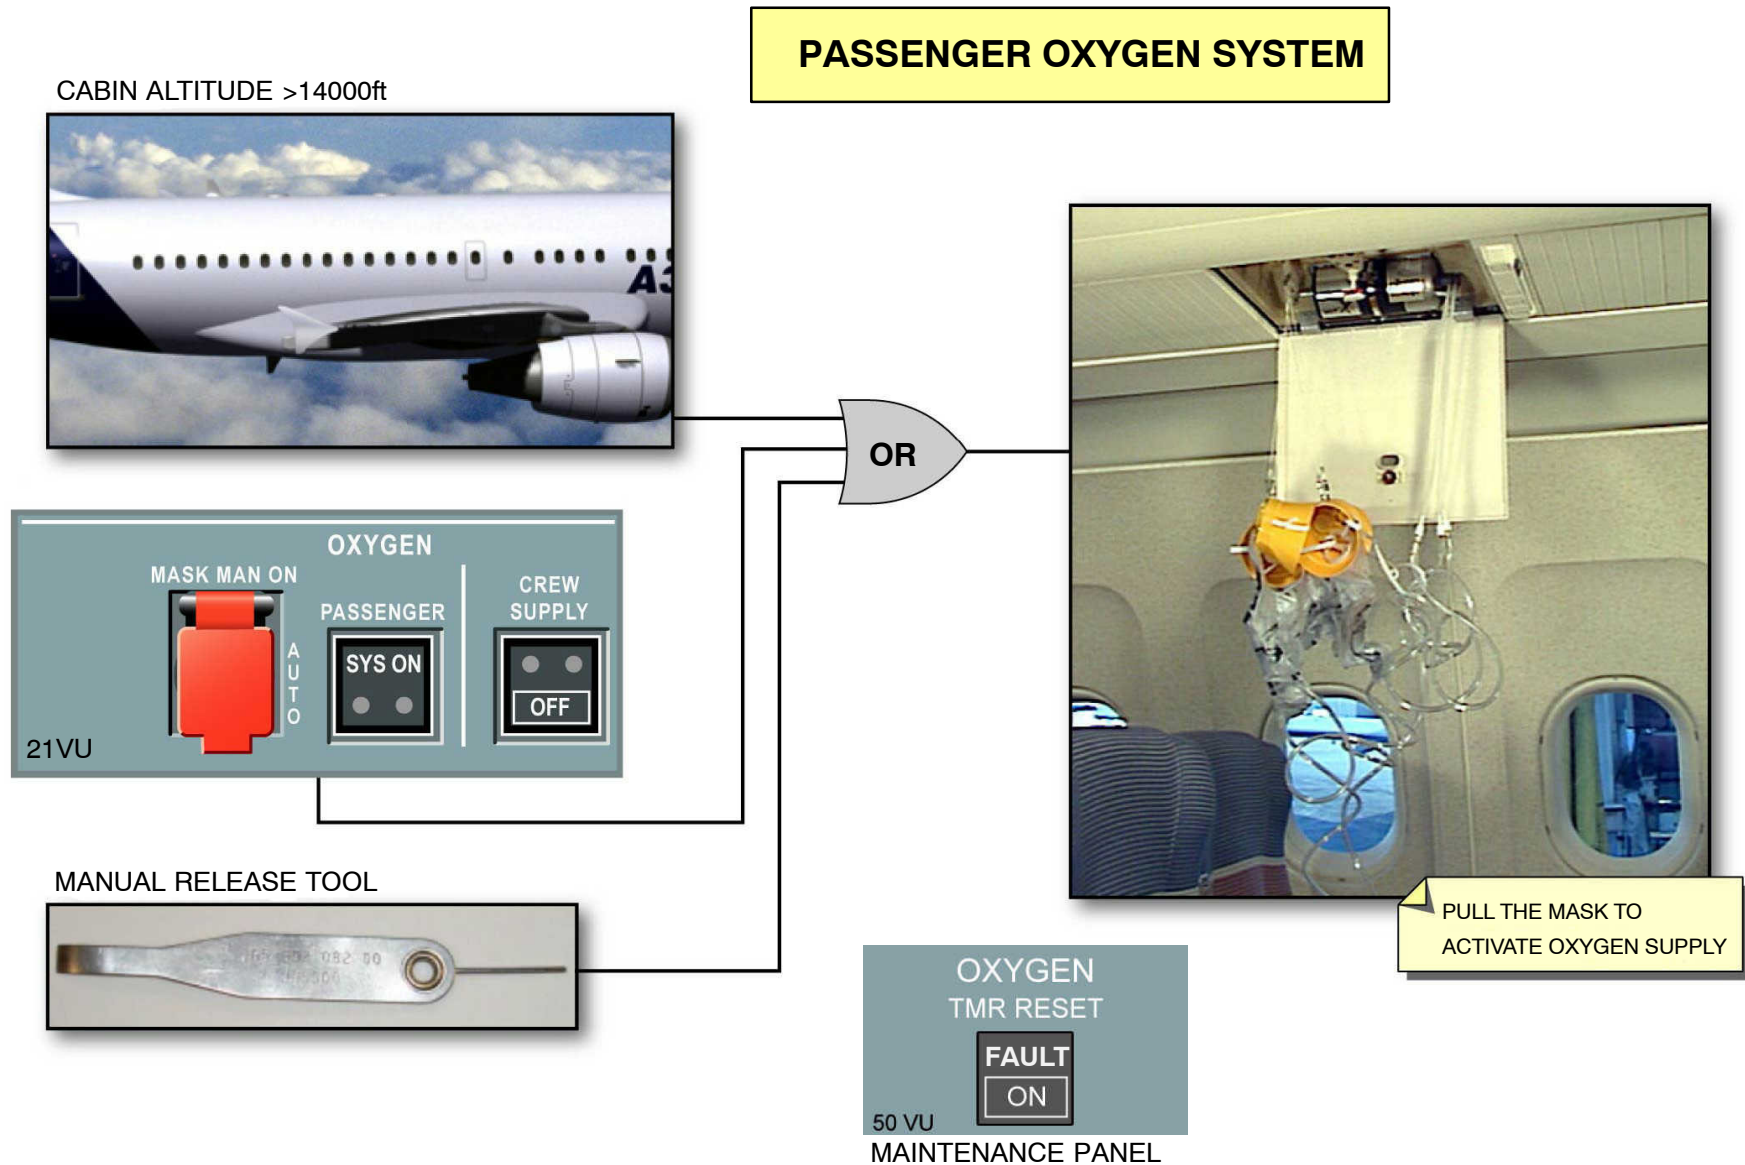 PASSENGER OXYGEN SYSTEM
CABIN ALTITUDE >14000ft
A3
OR
OXYGEN
MASK MAN ON
AUTO
PASSENGER
SYS ON
CREW
SUPPLY
OFF
21VU
MANUAL RELEASE TOOL
PULL THE MASK TO
ACTIVATE OXYGEN SUPPLY
OXYGEN
TMR RESET
FAULT
ON
50 VU
MAINTENANCE PANEL